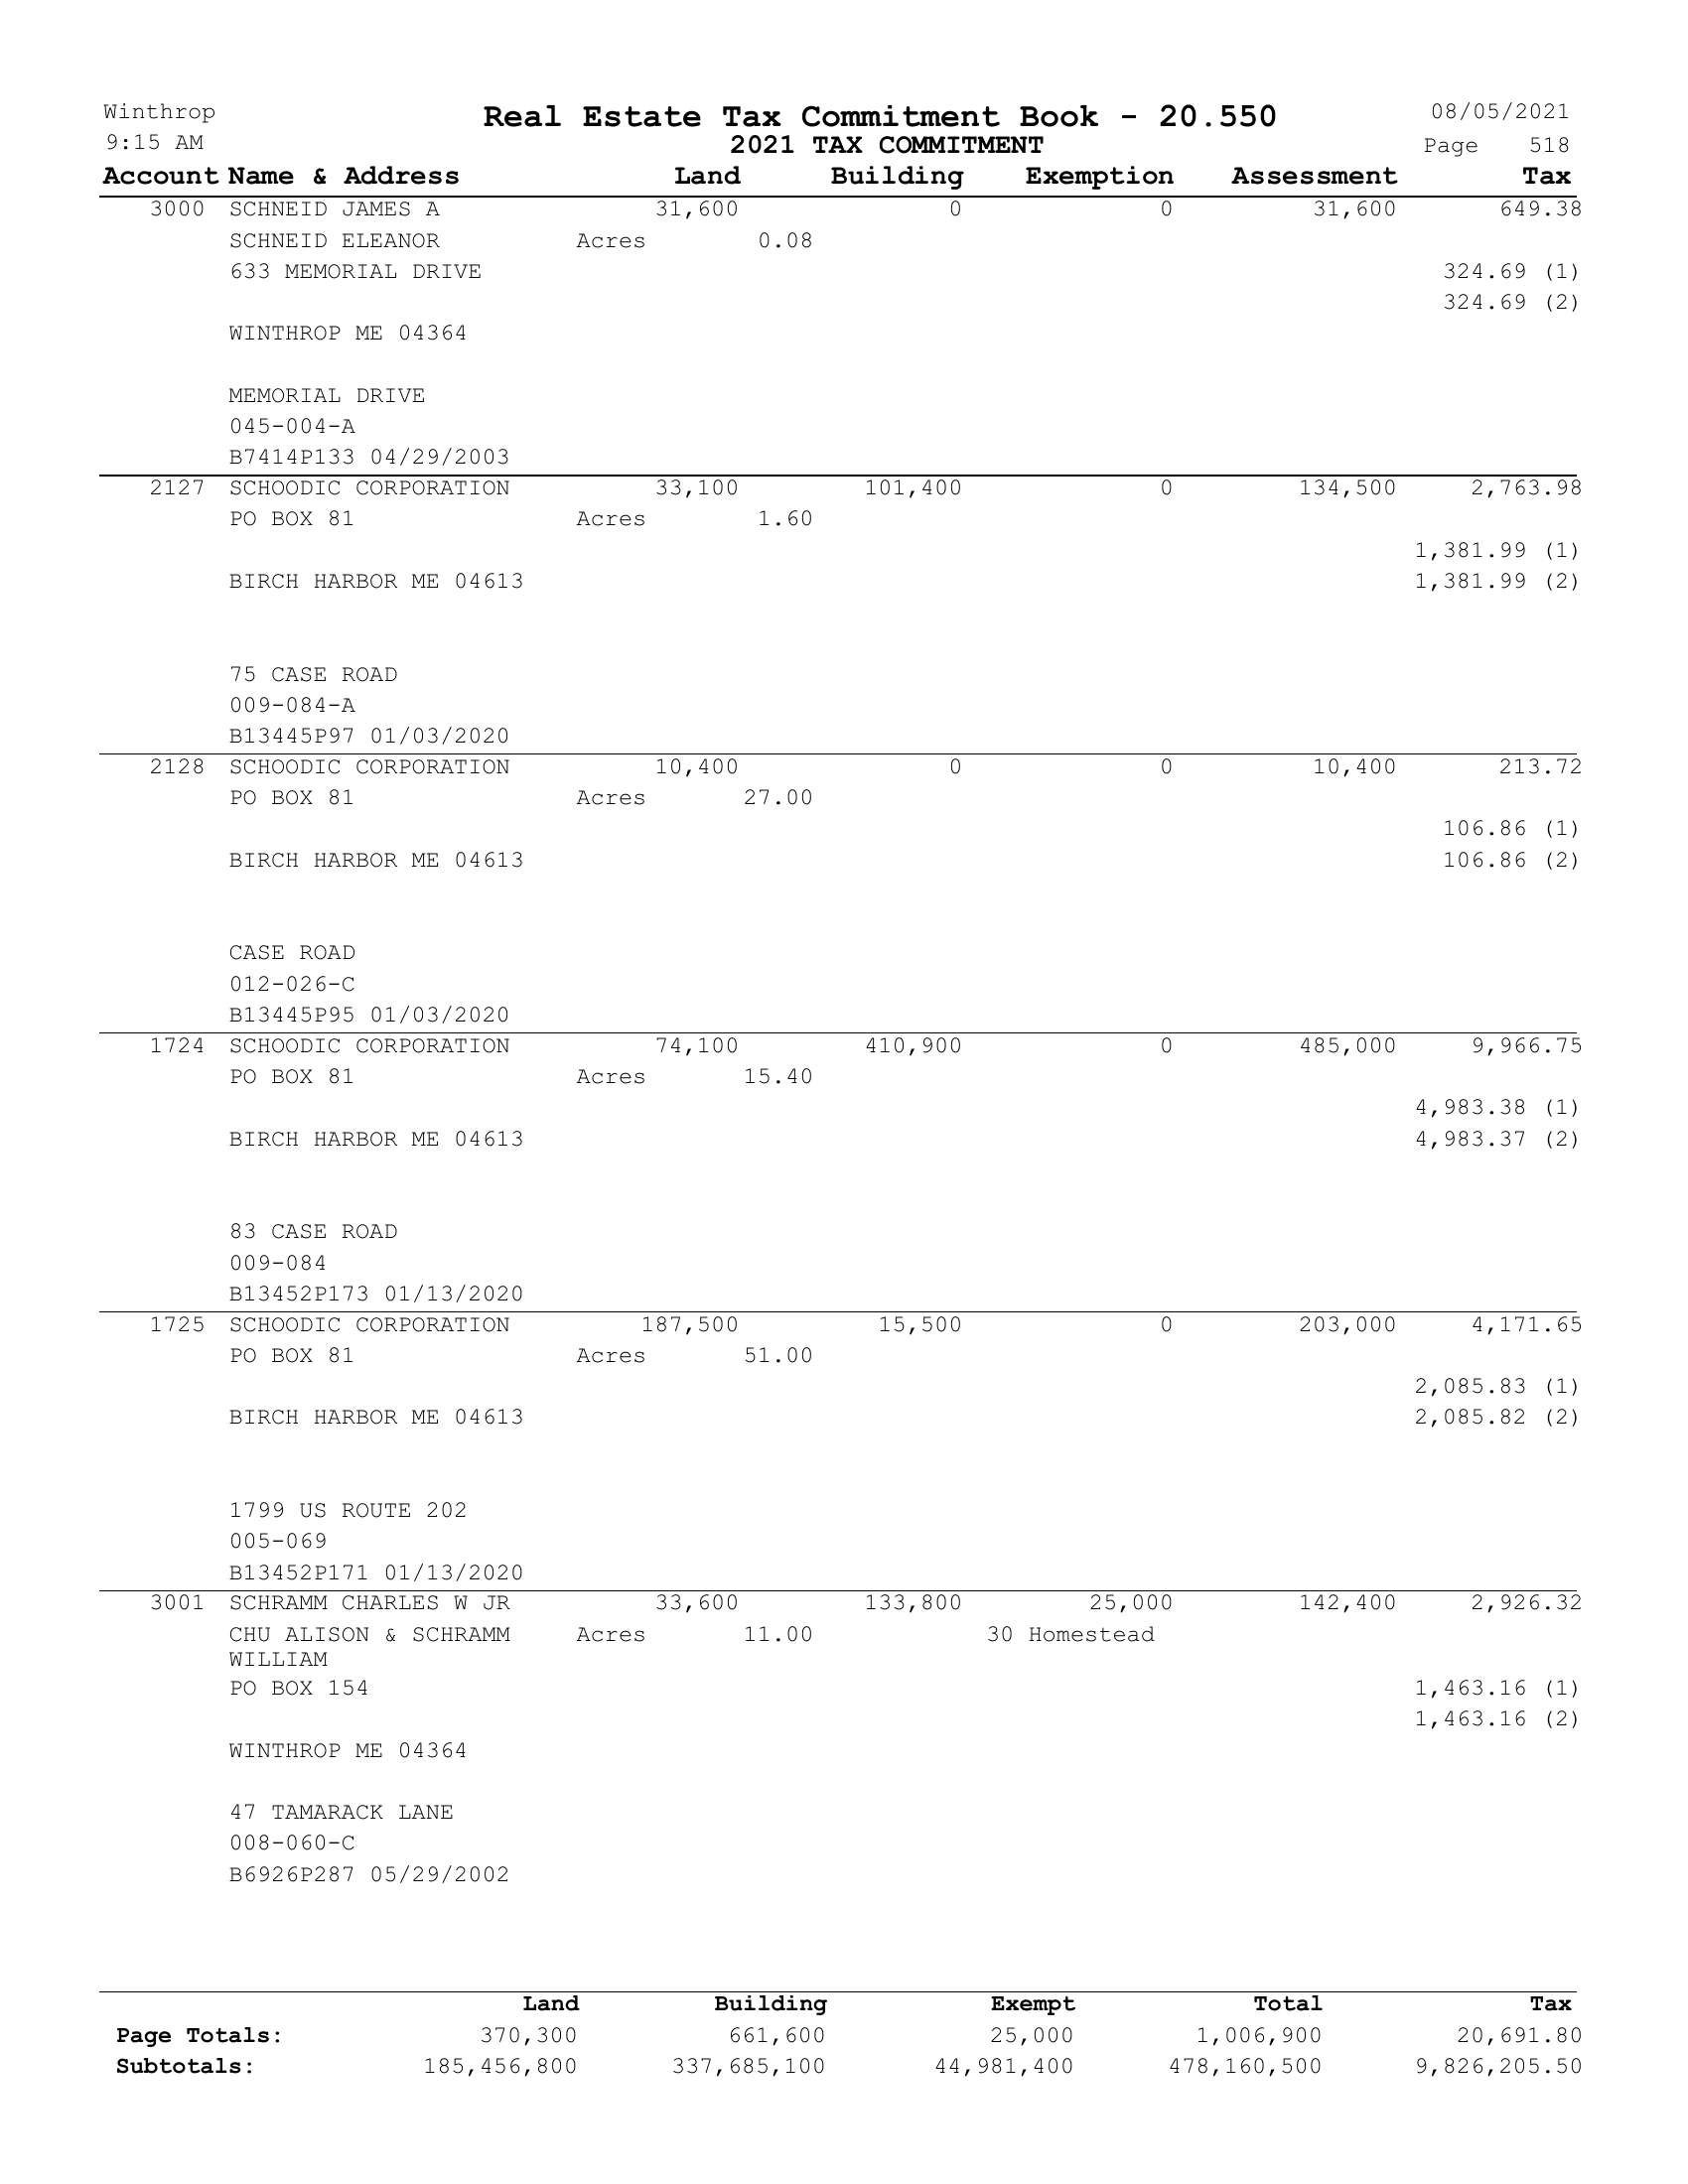 Winthrop Real Estate Tax Commitment Book - 20.550 08/05/2021
9:15 AM 2021 TAX COMMITMENT Page 518
Account Name & Address Land Building Exemption Assessment Tax
3000 SCHNEID JAMES A 31,600 0 0 31,600 649.38
SCHNEID ELEANOR Acres 0.08
633 MEMORIAL DRIVE 324.69 (1)
324.69 (2)
WINTHROP ME 04364
MEMORIAL DRIVE
045-004-A
B7414P133 04/29/2003
2127 SCHOODIC CORPORATION 33,100 101,400 0 134,500 2,763.98
PO BOX 81 Acres 1.60
1,381.99 (1)
BIRCH HARBOR ME 04613 1,381.99 (2)
75 CASE ROAD
009-084-A
B13445P97 01/03/2020
2128 SCHOODIC CORPORATION 10,400 0 0 10,400 213.72
PO BOX 81 Acres 27.00
106.86 (1)
BIRCH HARBOR ME 04613 106.86 (2)
CASE ROAD
012-026-C
B13445P95 01/03/2020
1724 SCHOODIC CORPORATION 74,100 410,900 0 485,000 9,966.75
PO BOX 81 Acres 15.40
4,983.38 (1)
BIRCH HARBOR ME 04613 4,983.37 (2)
83 CASE ROAD
009-084
B13452P173 01/13/2020
1725 SCHOODIC CORPORATION 187,500 15,500 0 203,000 4,171.65
PO BOX 81 Acres 51.00
2,085.83 (1)
BIRCH HARBOR ME 04613 2,085.82 (2)
1799 US ROUTE 202
005-069
B13452P171 01/13/2020
3001 SCHRAMM CHARLES W JR 33,600 133,800 25,000 142,400 2,926.32
CHU ALISON & SCHRAMM Acres 11.00 30 Homestead
WILLIAM
PO BOX 154 1,463.16 (1)
1,463.16 (2)
WINTHROP ME 04364
47 TAMARACK LANE
008-060-C
B6926P287 05/29/2002
Land Building Exempt Total Tax
Page Totals: 370,300 661,600 25,000 1,006,900 20,691.80
Subtotals: 185,456,800 337,685,100 44,981,400 478,160,500 9,826,205.50